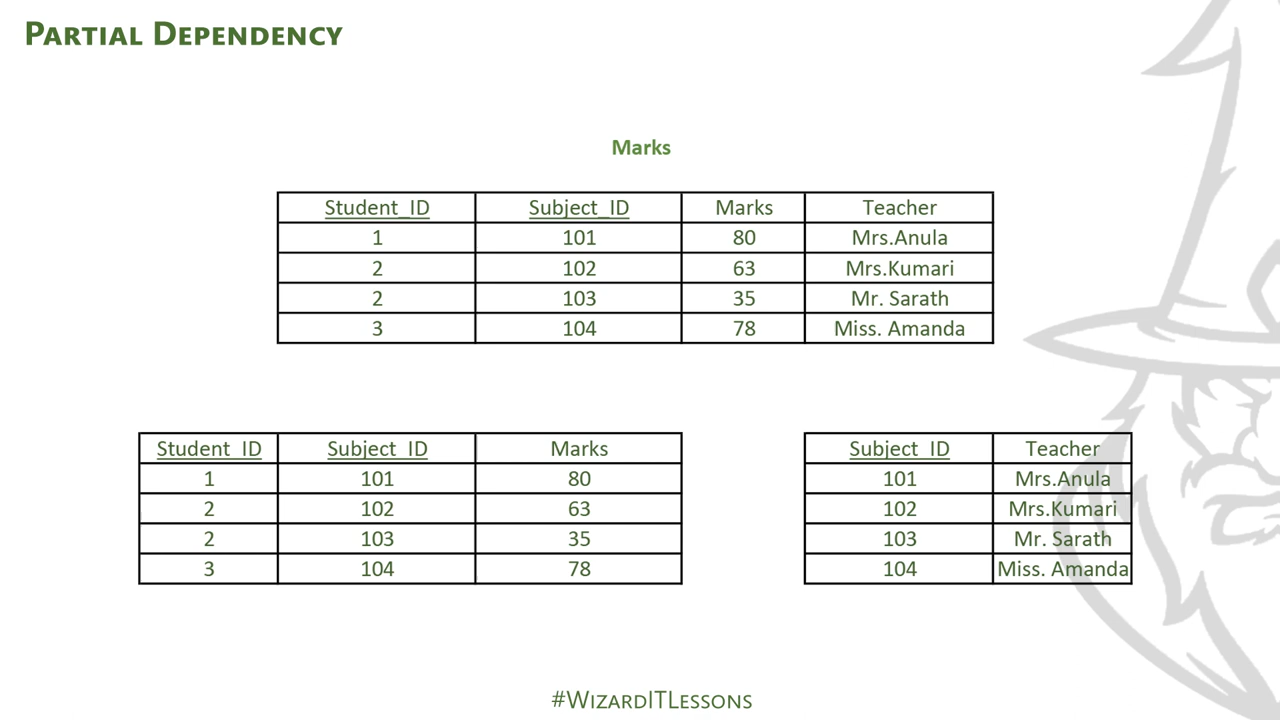 PARTIAL DEPENDENCY
Marks
Student_ID Subject_ID Marks Teacher
1 101 80 Mrs.Anula
2 102 63 Mrs.Kumari
2 103 35 Mr. Sarath
3 104 78 Miss. Amanda
Student_ID Subject_ID Marks
1 101 80
2 102 63
2 103 35
3 104 78
Subject_ID Teacher
101 Mrs.Anula
102 Mrs.Kumari
103 Mr. Sarath
104 Miss. Amanda
#WIZARDITLESSONS